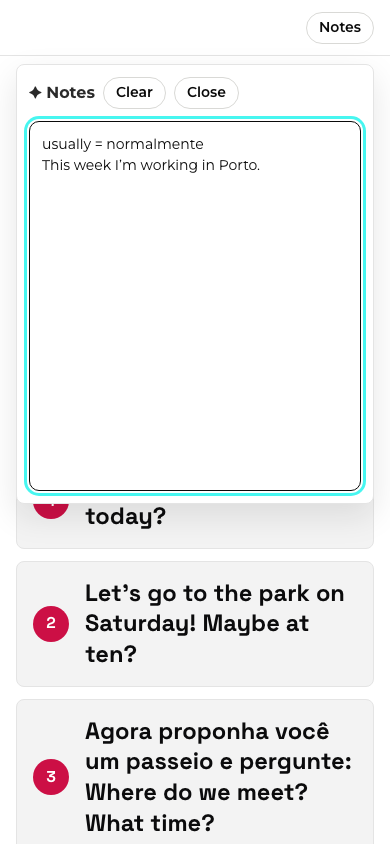 Notes
✦ Notes Clear Close
usually = normalmente
This week I'm working in Porto.
today?
2
Let's go to the park on
Saturday! Maybe at
ten?
3
Agora proponha você
um passeio e pergunte:
Where do we meet?
What time?